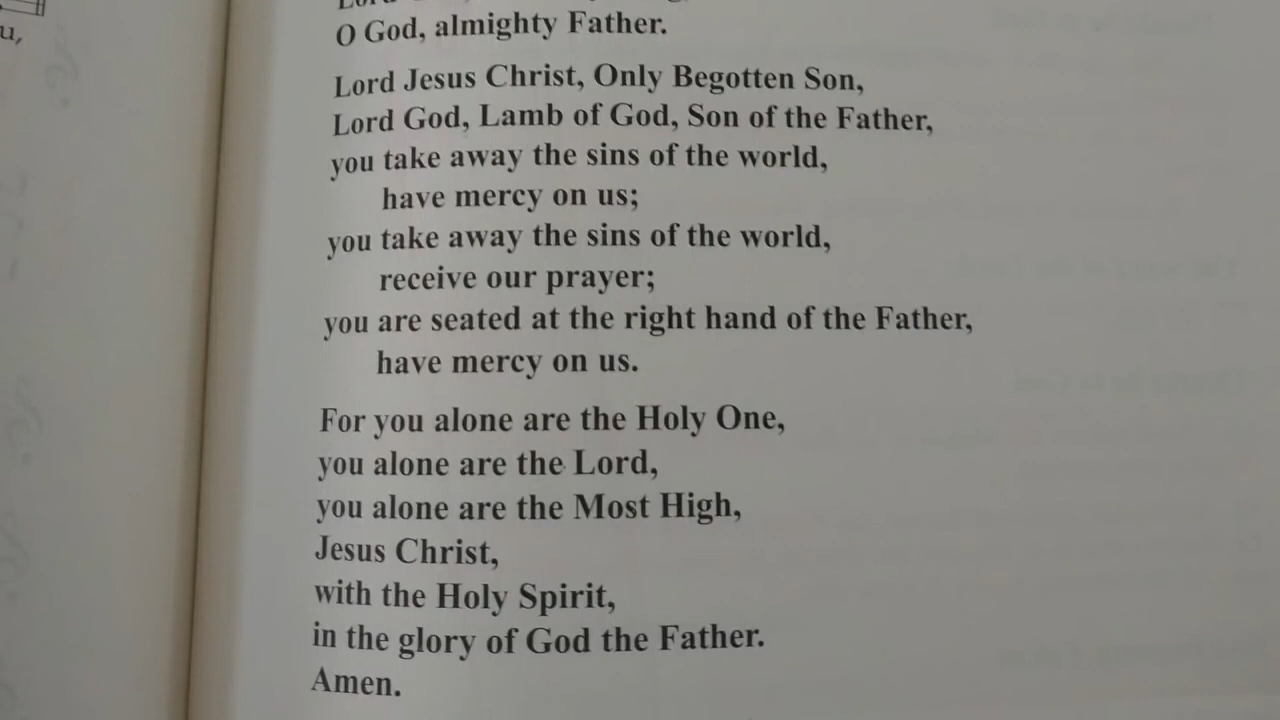 u,
O God, almighty Father.
Lord Jesus Christ, Only Begotten Son,
Lord God, Lamb of God, Son of the Father,
you take away the sins of the world,
have mercy on us;
you take away the sins of the world,
receive our prayer;
you are seated at the right hand of the Father,
have mercy on us.
For you alone are the Holy One,
you alone are the Lord,
you alone are the Most High,
Jesus Christ,
with the Holy Spirit,
in the glory of God the Father.
Amen.